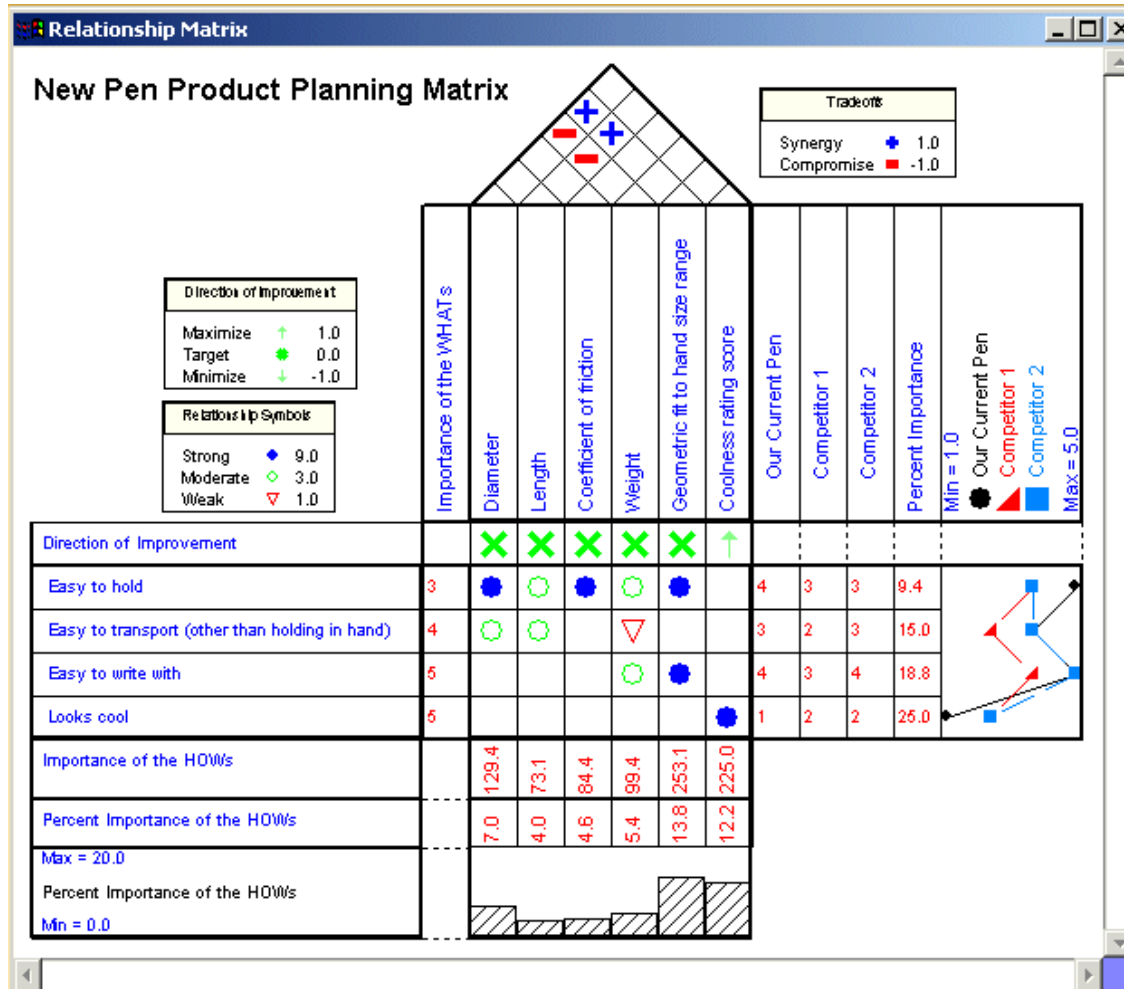 Relationship Matrix
New Pen Product Planning Matrix
Tradeoffs
Synergy 1.0
Compromise -1.0
Direction of Improvement
Maximize 1.0
Target 0.0
Minimize -1.0
Relationship Symbols
Strong 9.0
Moderate 3.0
Weak 1.0
Importance of the WHATs
Diameter
Length
Coefficient of friction
Weight
Geometric fit to hand size range
Coolness rating score
Our Current Pen
Competitor 1
Competitor 2
Percent Importance
Min = 1.0
Our Current Pen
Competitor 1
Competitor 2
Max = 5.0
Direction of Improvement
Easy to hold 3 4 3 3 9.4
Easy to transport (other than holding in hand) 4 3 2 3 15.0
Easy to write with 5 4 3 4 18.8
Looks cool 5 1 2 2 25.0
Importance of the HOWs 129.4 73.1 84.4 99.4 253.1 225.0
Percent Importance of the HOWs 7.0 4.0 4.6 5.4 13.8 12.2
Max = 20.0
Percent Importance of the HOWs
Min = 0.0